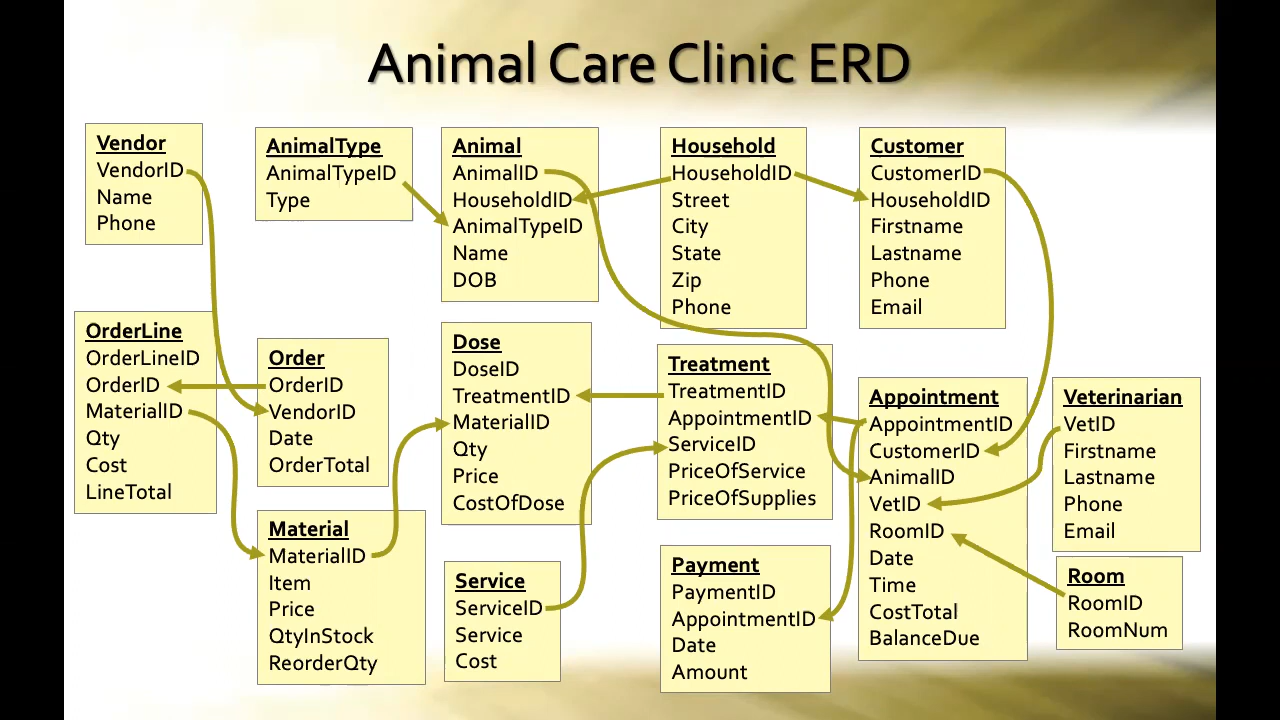 Animal Care Clinic ERD
Vendor
VendorID
Name
Phone
AnimalType
AnimalTypeID
Type
Animal
AnimalID
HouseholdID
AnimalTypeID
Name
DOB
Household
HouseholdID
Street
City
State
Zip
Phone
Customer
CustomerID
HouseholdID
Firstname
Lastname
Phone
Email
OrderLine
OrderLineID
OrderID
MaterialID
Qty
Cost
LineTotal
Order
OrderID
VendorID
Date
OrderTotal
Dose
DoseID
TreatmentID
MaterialID
Qty
Price
CostOfDose
Treatment
TreatmentID
AppointmentID
ServiceID
PriceOfService
PriceOfSupplies
Appointment
AppointmentID
CustomerID
AnimalID
VetID
RoomID
Date
Time
CostTotal
BalanceDue
Veterinarian
VetID
Firstname
Lastname
Phone
Email
Material
MaterialID
Item
Price
QtyInStock
ReorderQty
Service
ServiceID
Service
Cost
Payment
PaymentID
AppointmentID
Date
Amount
Room
RoomID
RoomNum